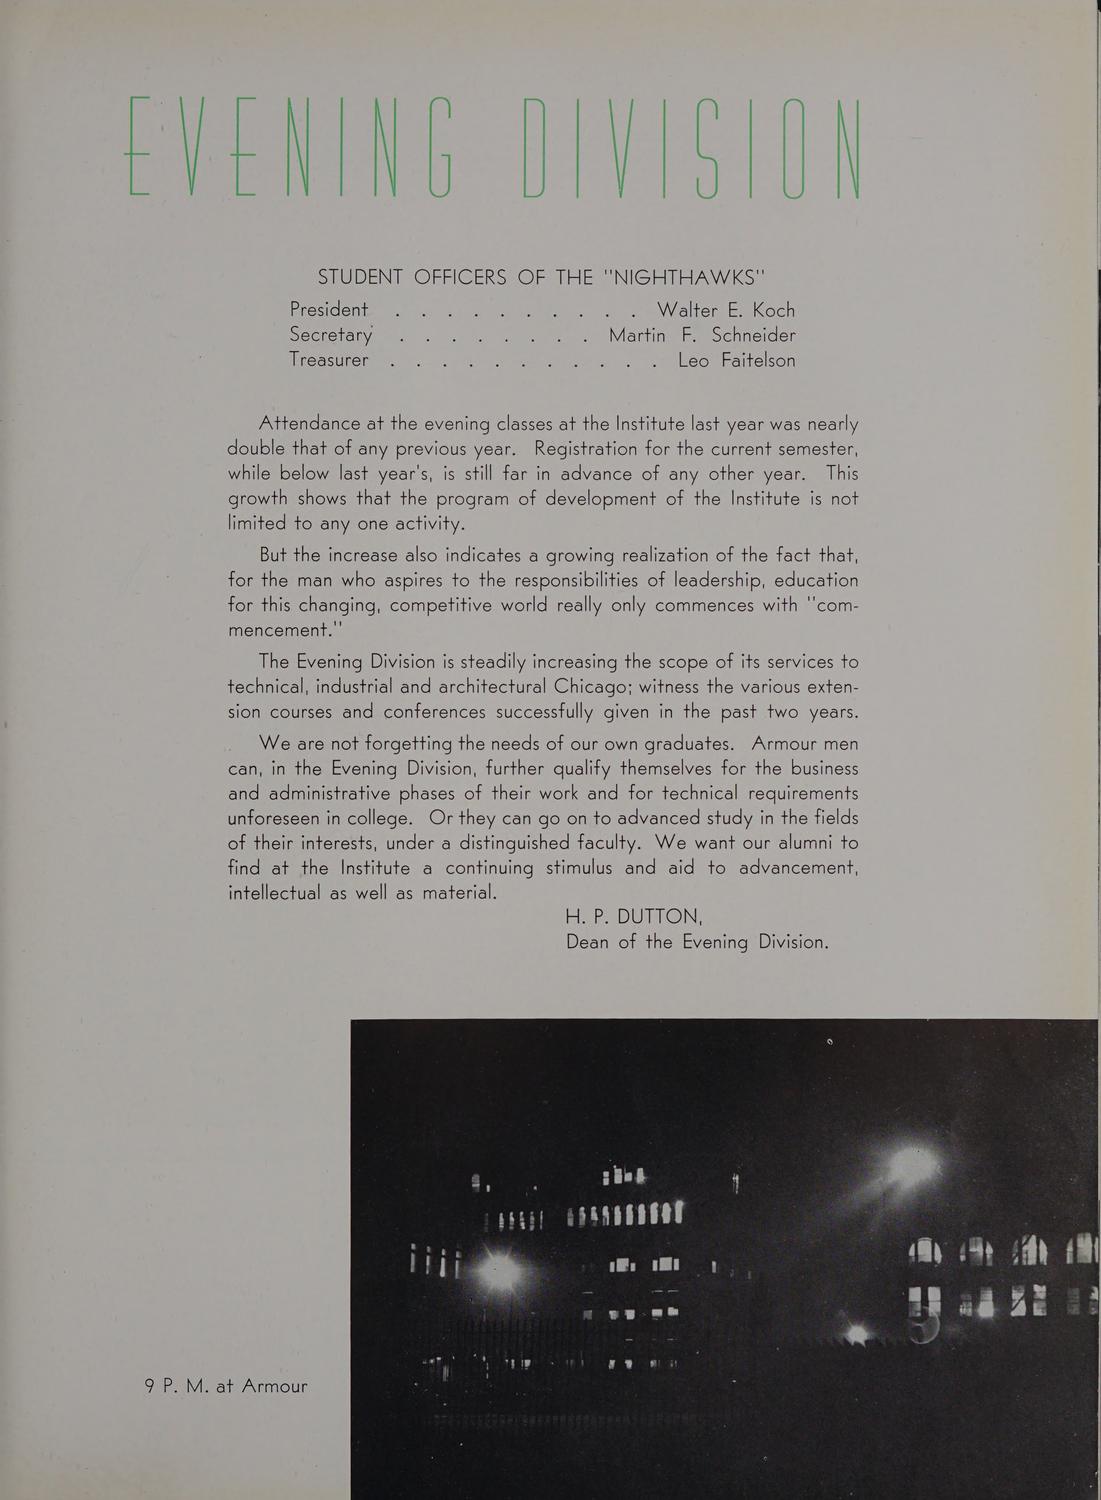 EVENING DIVISION
STUDENT OFFICERS OF THE "NIGHTHAWKS"
President . . . . . . . . . . Walter E. Koch
Secretary . . . . . . . . Martin F. Schneider
Treasurer . . . . . . . . . . . Leo Faitelson
Attendance at the evening classes at the Institute last year was nearly
double that of any previous year. Registration for the current semester,
while below last year's, is still far in advance of any other year. This
growth shows that the program of development of the Institute is not
limited to any one activity.
But the increase also indicates a growing realization of the fact that,
for the man who aspires to the responsibilities of leadership, education
for this changing, competitive world really only commences with "com-
mencement."
The Evening Division is steadily increasing the scope of its services to
technical, industrial and architectural Chicago; witness the various exten-
sion courses and conferences successfully given in the past two years.
We are not forgetting the needs of our own graduates. Armour men
can, in the Evening Division, further qualify themselves for the business
and administrative phases of their work and for technical requirements
unforeseen in college. Or they can go on to advanced study in the fields
of their interests, under a distinguished faculty. We want our alumni to
find at the Institute a continuing stimulus and aid to advancement,
intellectual as well as material.
H. P. DUTTON,
Dean of the Evening Division.
9 P. M. at Armour